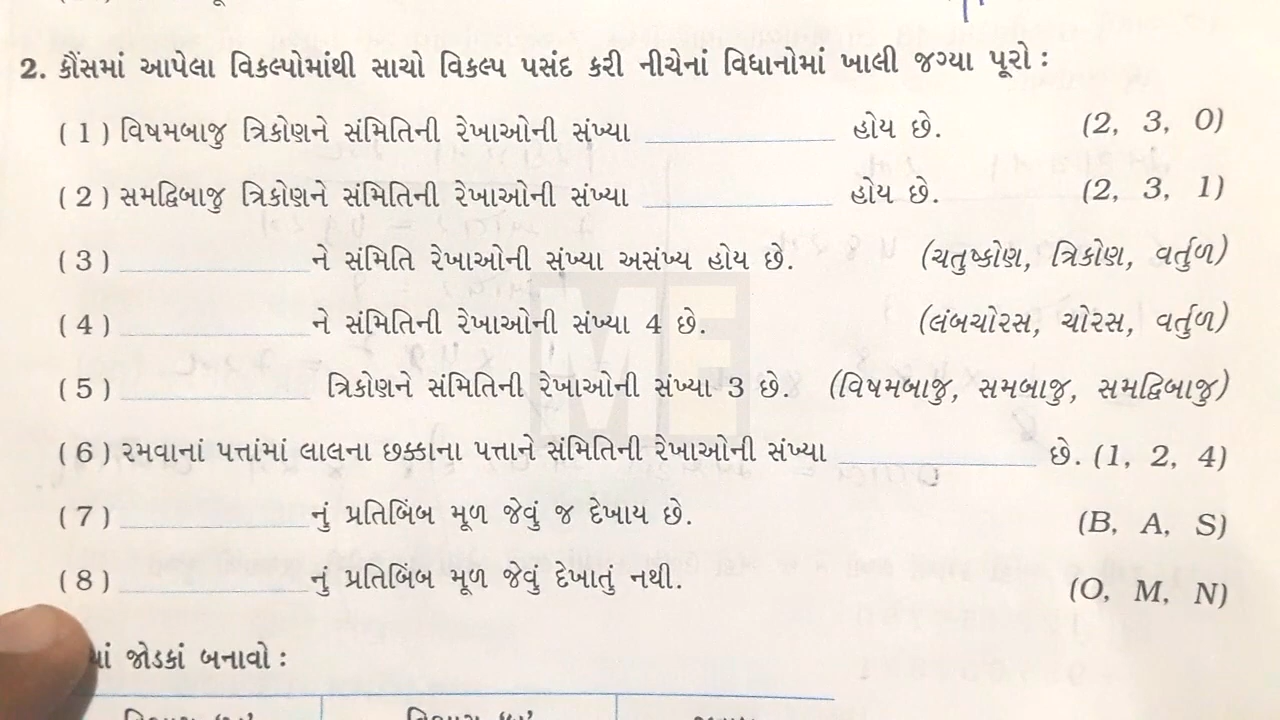 2. કૌંસમાં આપેલા વિકલ્પોમાંથી સાચો વિકલ્પ પસંદ કરી નીચેનાં વિધાનોમાં ખાલી જગ્યા પૂરો :
(1) વિષમબાજુ ત્રિકોણને સંમિતિની રેખાઓની સંખ્યા ________ હોય છે. (2, 3, 0)
(2) સમદ્વિબાજુ ત્રિકોણને સંમિતિની રેખાઓની સંખ્યા ________ હોય છે. (2, 3, 1)
(3) ________ ને સંમિતિ રેખાઓની સંખ્યા અસંખ્ય હોય છે. (ચતુષ્કોણ, ત્રિકોણ, વર્તુળ)
(4) ________ ને સંમિતિની રેખાઓની સંખ્યા 4 છે. (લંબચોરસ, ચોરસ, વર્તુળ)
(5) ________ ત્રિકોણને સંમિતિની રેખાઓની સંખ્યા 3 છે. (વિષમબાજુ, સમબાજુ, સમદ્વિબાજુ)
(6) રમવાનાં પત્તાંમાં લાલના છક્કાના પત્તાને સંમિતિની રેખાઓની સંખ્યા ________ છે. (1, 2, 4)
(7) ________ નું પ્રતિબિંબ મૂળ જેવું જ દેખાય છે. (B, A, S)
(8) ________ નું પ્રતિબિંબ મૂળ જેવું દેખાતું નથી. (O, M, N)
જોડકાં બનાવો :
ME